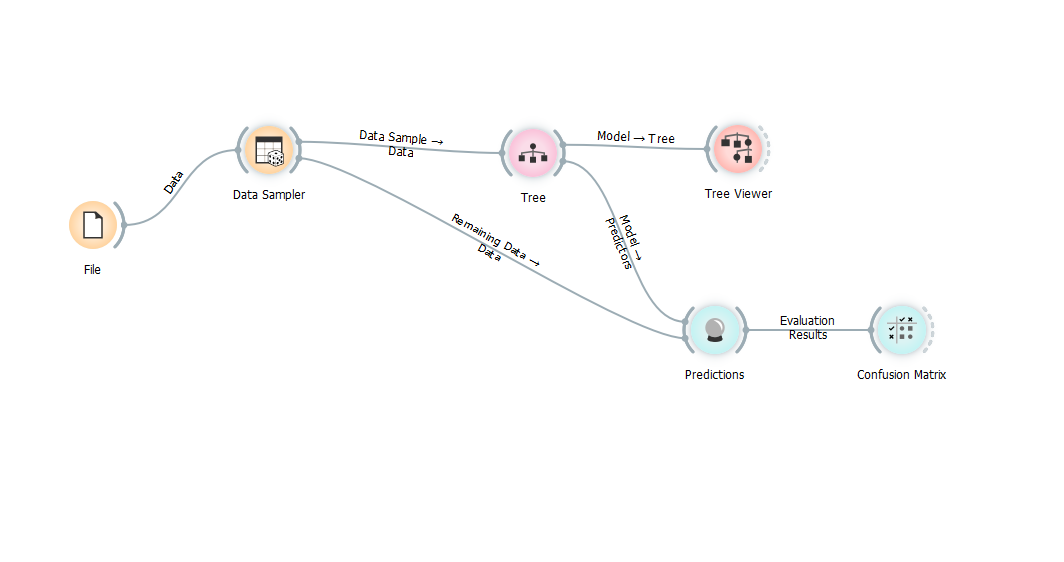 Data Sample →
Data
Model → Tree
Data
Data Sampler
Tree
Tree Viewer
Remaining Data →
Data
Model →
Predictors
File
Evaluation
Results
Predictions
Confusion Matrix